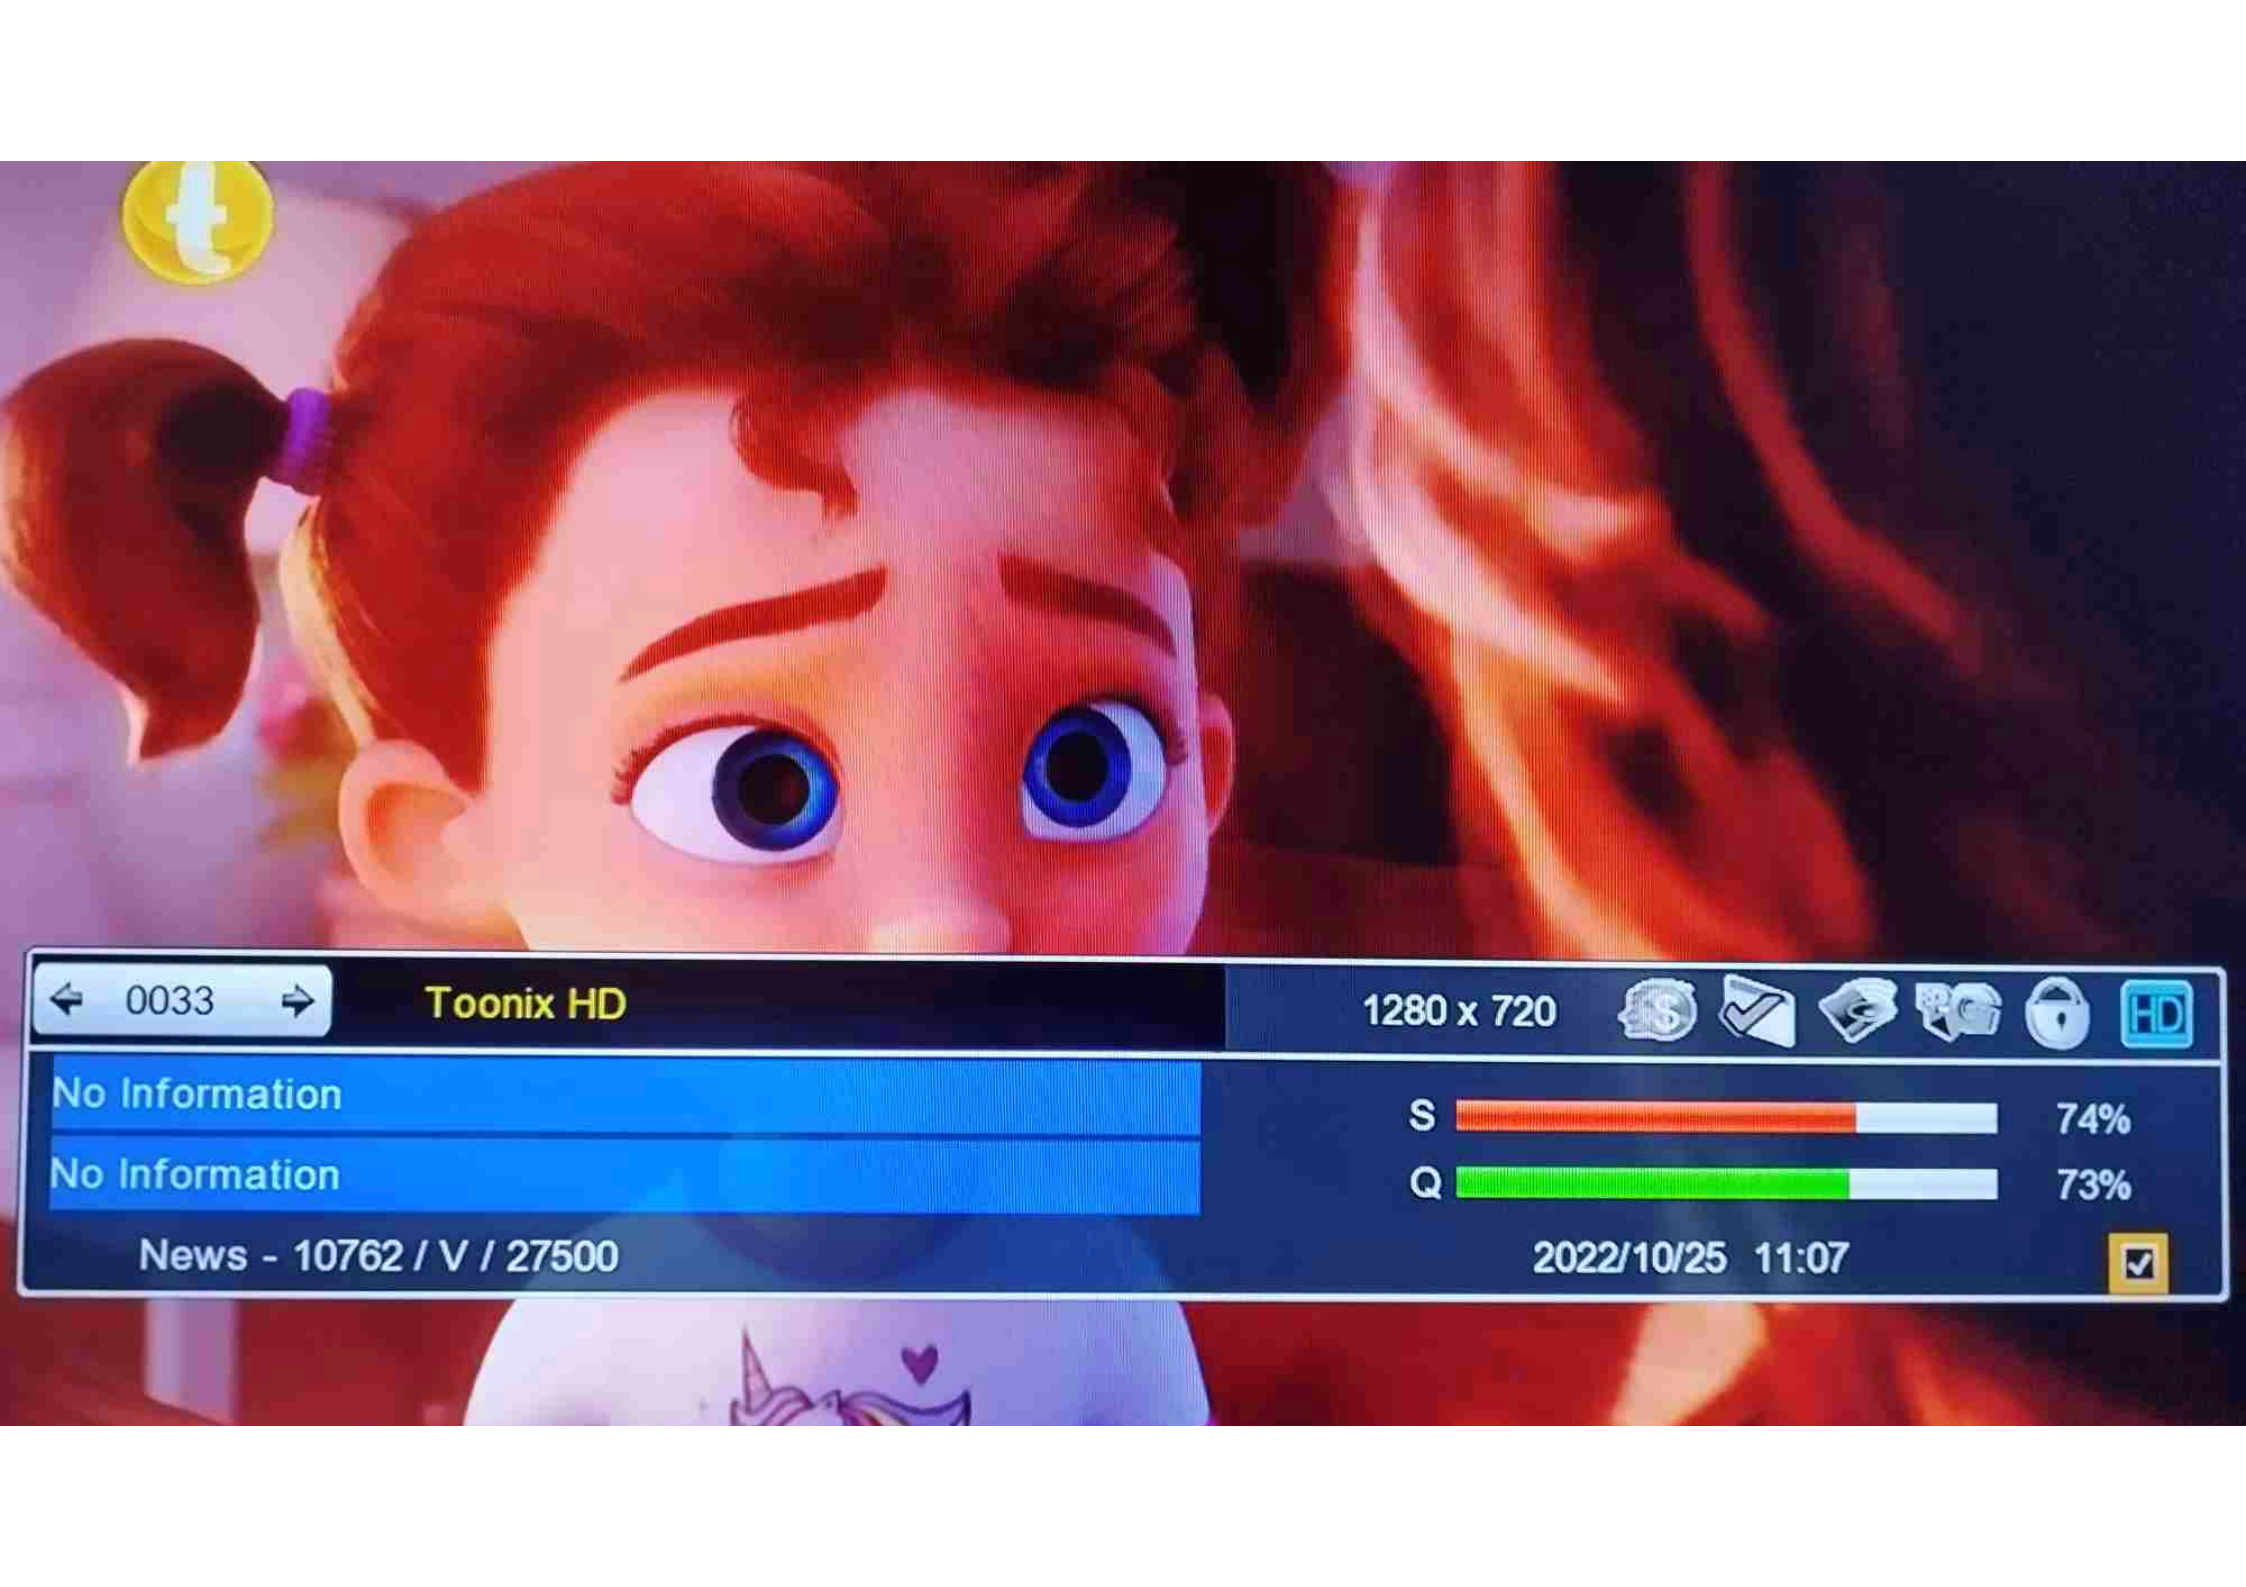 t
0033
Toonix HD
1280 x 720
HD
No Information
S
74%
No Information
Q
73%
News - 10762 / V / 27500
2022/10/25 11:07